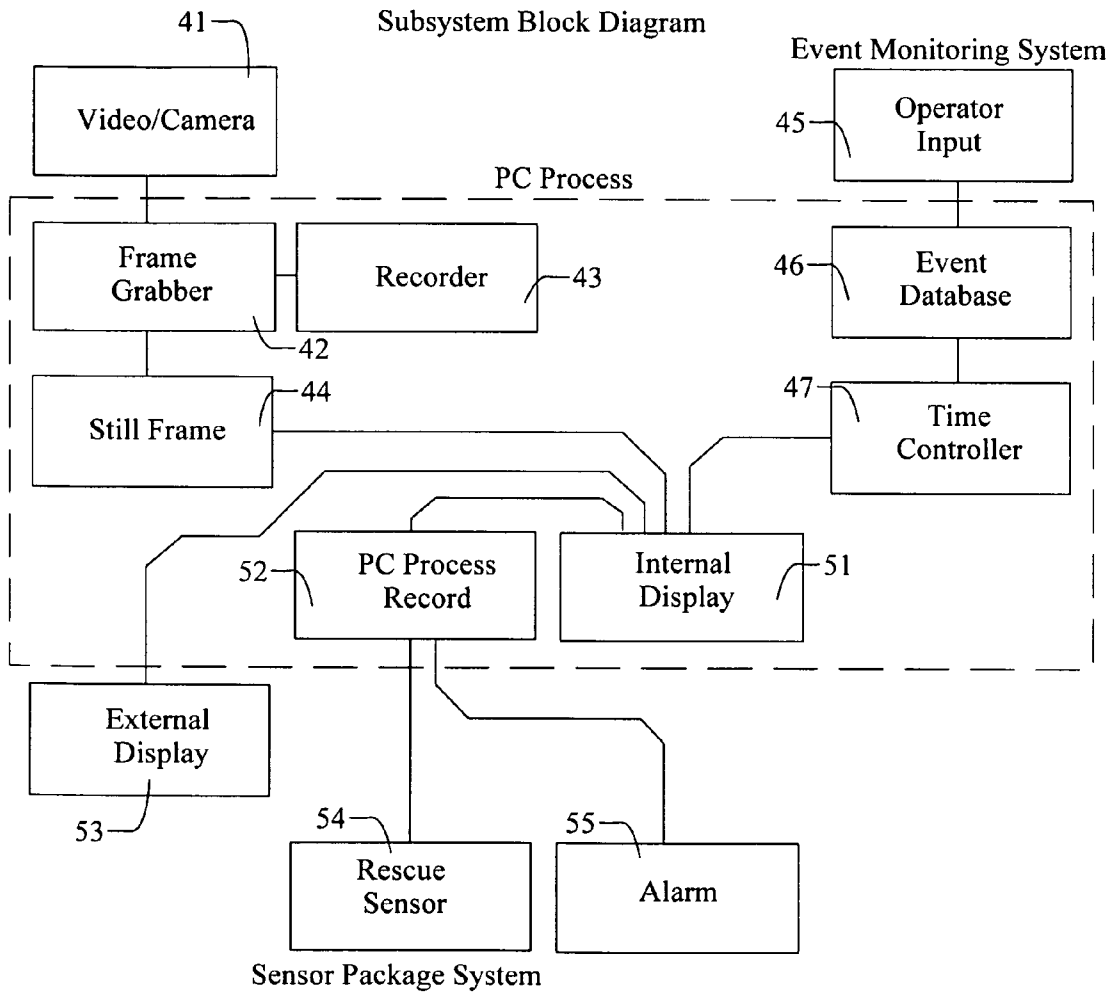 Subsystem Block Diagram
41
Video/Camera
Event Monitoring System
Operator
Input
45
PC Process
Frame
Grabber
42
Recorder
43
Event
Database
46
Still Frame
44
Time
Controller
47
PC Process
Record
52
Internal
Display
51
External
Display
53
Rescue
Sensor
54
Alarm
55
Sensor Package System